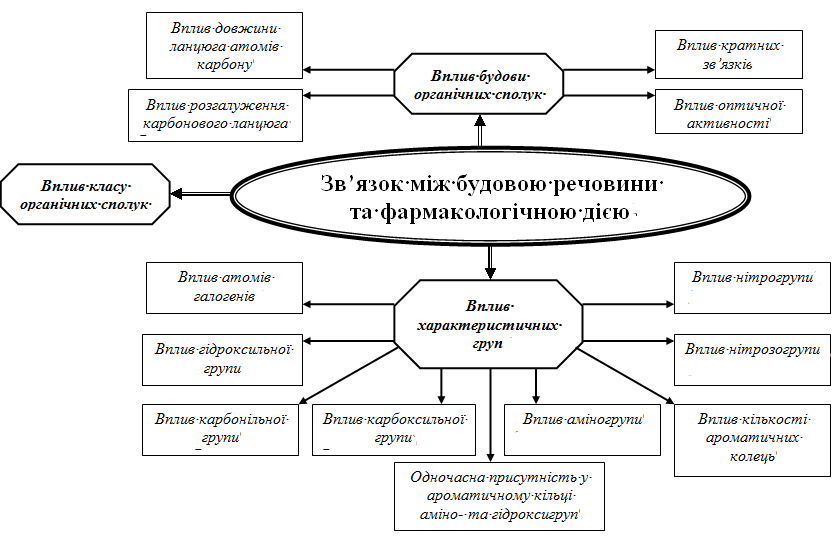 Вплив довжини
ланцюга атомів
карбону
Вплив розгалуження
карбонового ланцюга
Вплив будови
органічних сполук
Вплив кратних
зв’язків
Вплив оптичної
активності
Вплив класу
органічних сполук
Зв’язок між будовою речовини
та фармакологічною дією
Вплив атомів
галогенів
Вплив гідроксильної
групи
Вплив
характеристичних
груп
Вплив нітрогрупи
Вплив нітрозогрупи
Вплив карбонільної
групи
Вплив карбоксильної
групи
Вплив аміногрупи
Вплив кількості
ароматичних
колець
Одночасна присутність у
ароматичному кільці
аміно- та гідроксигруп